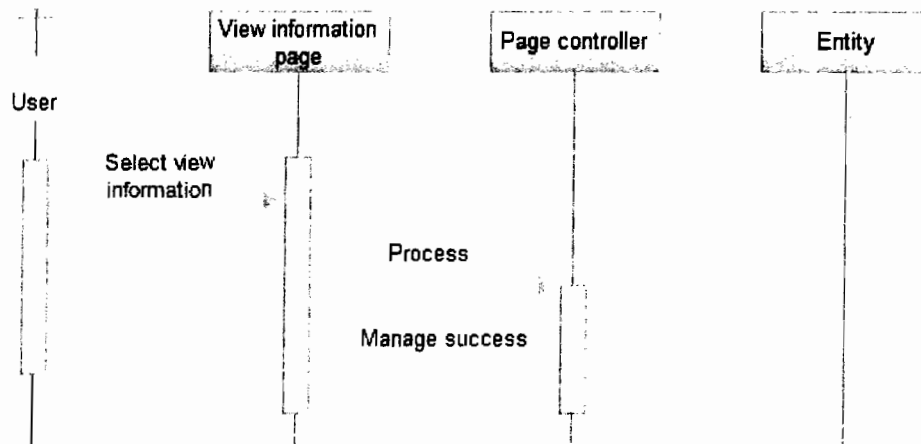 View information
page
Page controller
Entity
User
Select view
information
Process
Manage success